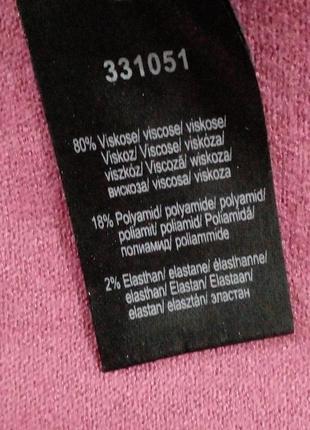 331051
80% Viskose/ viscose/ viskose/
Viskoz/ Viscose/ viskóza/
viszkóz/ Viscoză/ wiskoza/
вискоза/ viscosa/ viskoza
18% Polyamid/ polyamide/ polyamid/
poliamit/ poliamid/ Poliamidă/
полиамид/ poliammide
2% Elasthan/ elastane/ élasthanne/
elasthan/ Elastan/ Elastaan/
elastan/ elasztán/ эластан